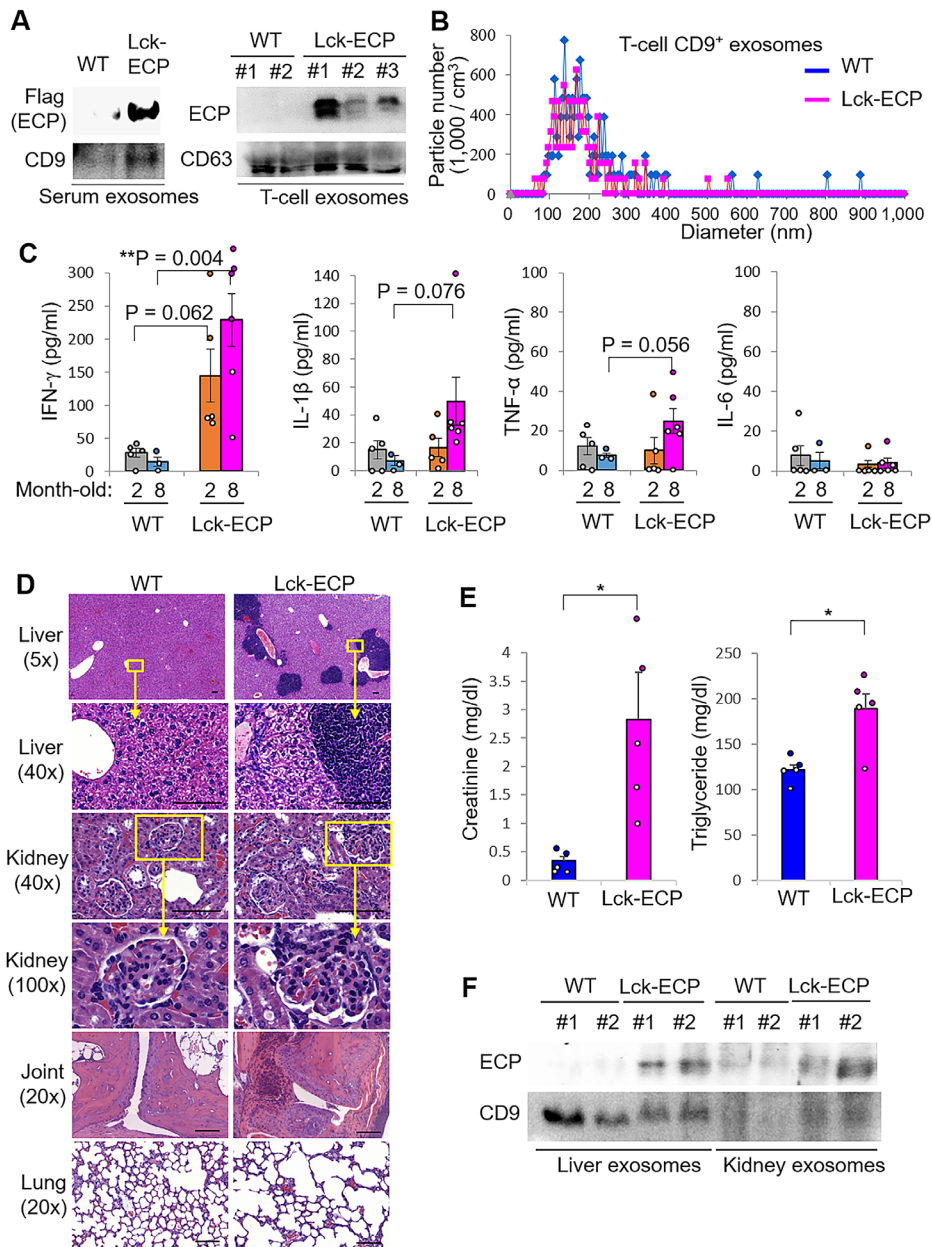 A
WT
Lck-
ECP
Flag
(ECP)
CD9
Serum exosomes
WT Lck-ECP
#1 #2 #1 #2 #3
ECP
CD63
T-cell exosomes
B
T-cell CD9+ exosomes
WT
Lck-ECP
Particle number
(1,000 / cm3)
800
600
400
200
0
0 100 200 300 400 500 600 700 800 900 1,000
Diameter (nm)
C
IFN-γ (pg/ml)
300
250
200
150
100
50
0
**P = 0.004
P = 0.062
Month-old: 2 8 2 8
WT Lck-ECP
IL-1β (pg/ml)
140
120
100
80
60
40
20
0
P = 0.076
2 8 2 8
WT Lck-ECP
TNF-α (pg/ml)
100
80
60
40
20
0
P = 0.056
2 8 2 8
WT Lck-ECP
IL-6 (pg/ml)
100
80
60
40
20
0
2 8 2 8
WT Lck-ECP
D
WT Lck-ECP
Liver
(5x)
Liver
(40x)
Kidney
(40x)
Kidney
(100x)
Joint
(20x)
Lung
(20x)
E
Creatinine (mg/dl)
4
3.5
3
2.5
2
1.5
1
0.5
0
*
WT Lck-ECP
Triglyceride (mg/dl)
250
200
150
100
50
0
*
WT Lck-ECP
F
WT Lck-ECP WT Lck-ECP
#1 #2 #1 #2 #1 #2 #1 #2
ECP
CD9
Liver exosomes Kidney exosomes